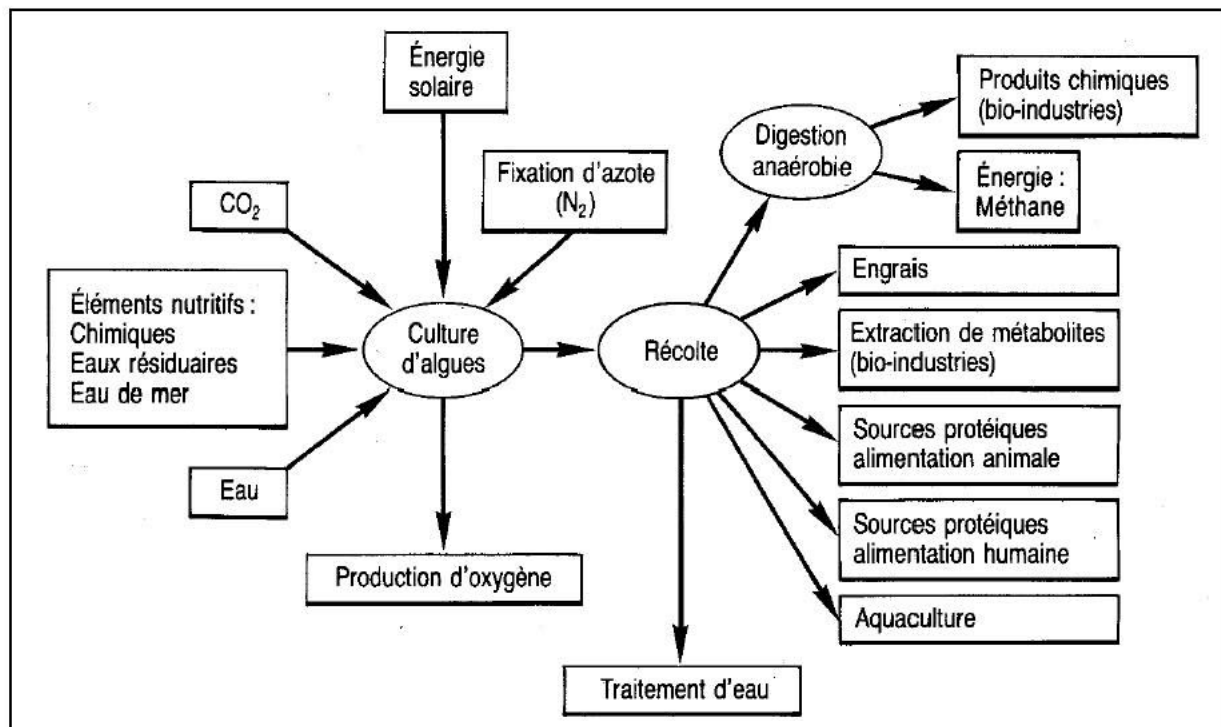 Énergie
solaire
Fixation d'azote
(N₂)
CO₂
Éléments nutritifs :
Chimiques
Eaux résiduaires
Eau de mer
Eau
Culture
d'algues
Production d'oxygène
Récolte
Traitement d'eau
Digestion
anaérobie
Produits chimiques
(bio-industries)
Énergie :
Méthane
Engrais
Extraction de métabolites
(bio-industries)
Sources protéiques
alimentation animale
Sources protéiques
alimentation humaine
Aquaculture